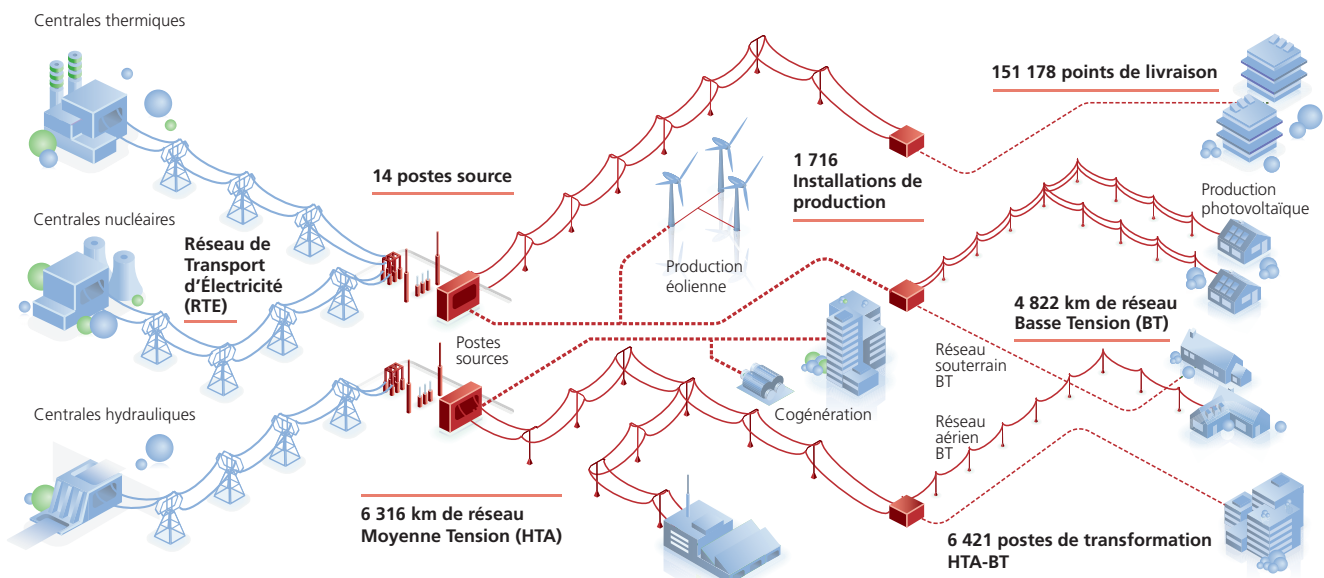 Centrales thermiques
151 178 points de livraison
14 postes source
1 716
Installations de
production
Production
photovoltaïque
Centrales nucléaires
Réseau de
Transport
d’Électricité
(RTE)
Production
éolienne
4 822 km de réseau
Basse Tension (BT)
Postes
sources
Réseau
souterrain
BT
Centrales hydrauliques
Cogénération
Réseau
aérien
BT
6 316 km de réseau
Moyenne Tension (HTA)
6 421 postes de transformation
HTA-BT